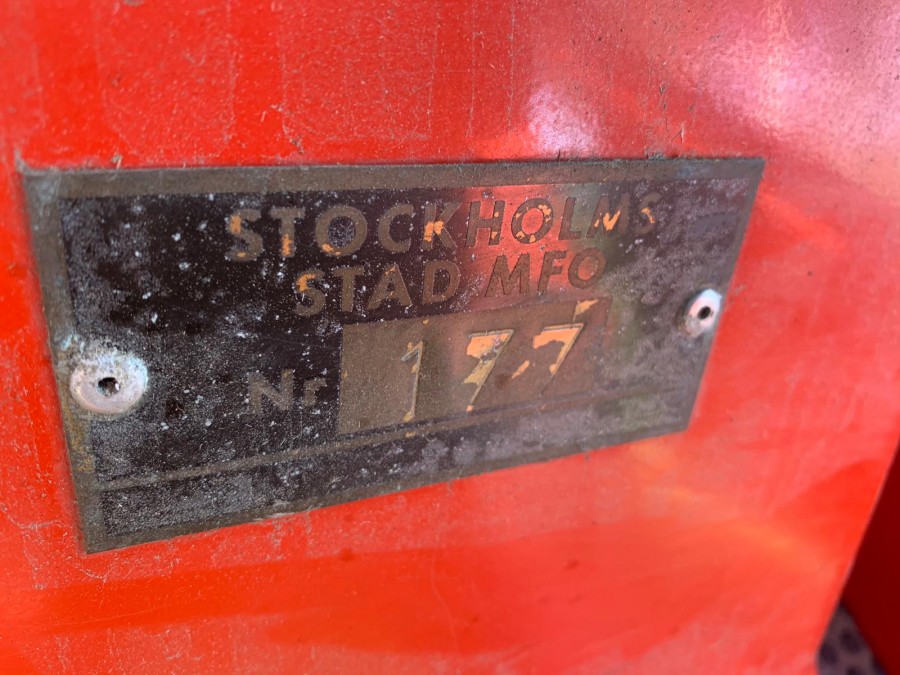 STOCKHOLMS
STAD MFO
Nr 177